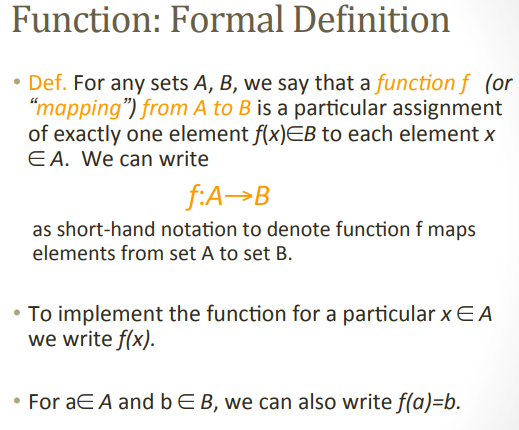 Function: Formal Definition
• Def. For any sets A, B, we say that a function f (or
“mapping”) from A to B is a particular assignment
of exactly one element f(x)∈B to each element x
∈ A. We can write
f:A→B
as short-hand notation to denote function f maps
elements from set A to set B.
• To implement the function for a particular x ∈ A
we write f(x).
• For a∈ A and b ∈ B, we can also write f(a)=b.